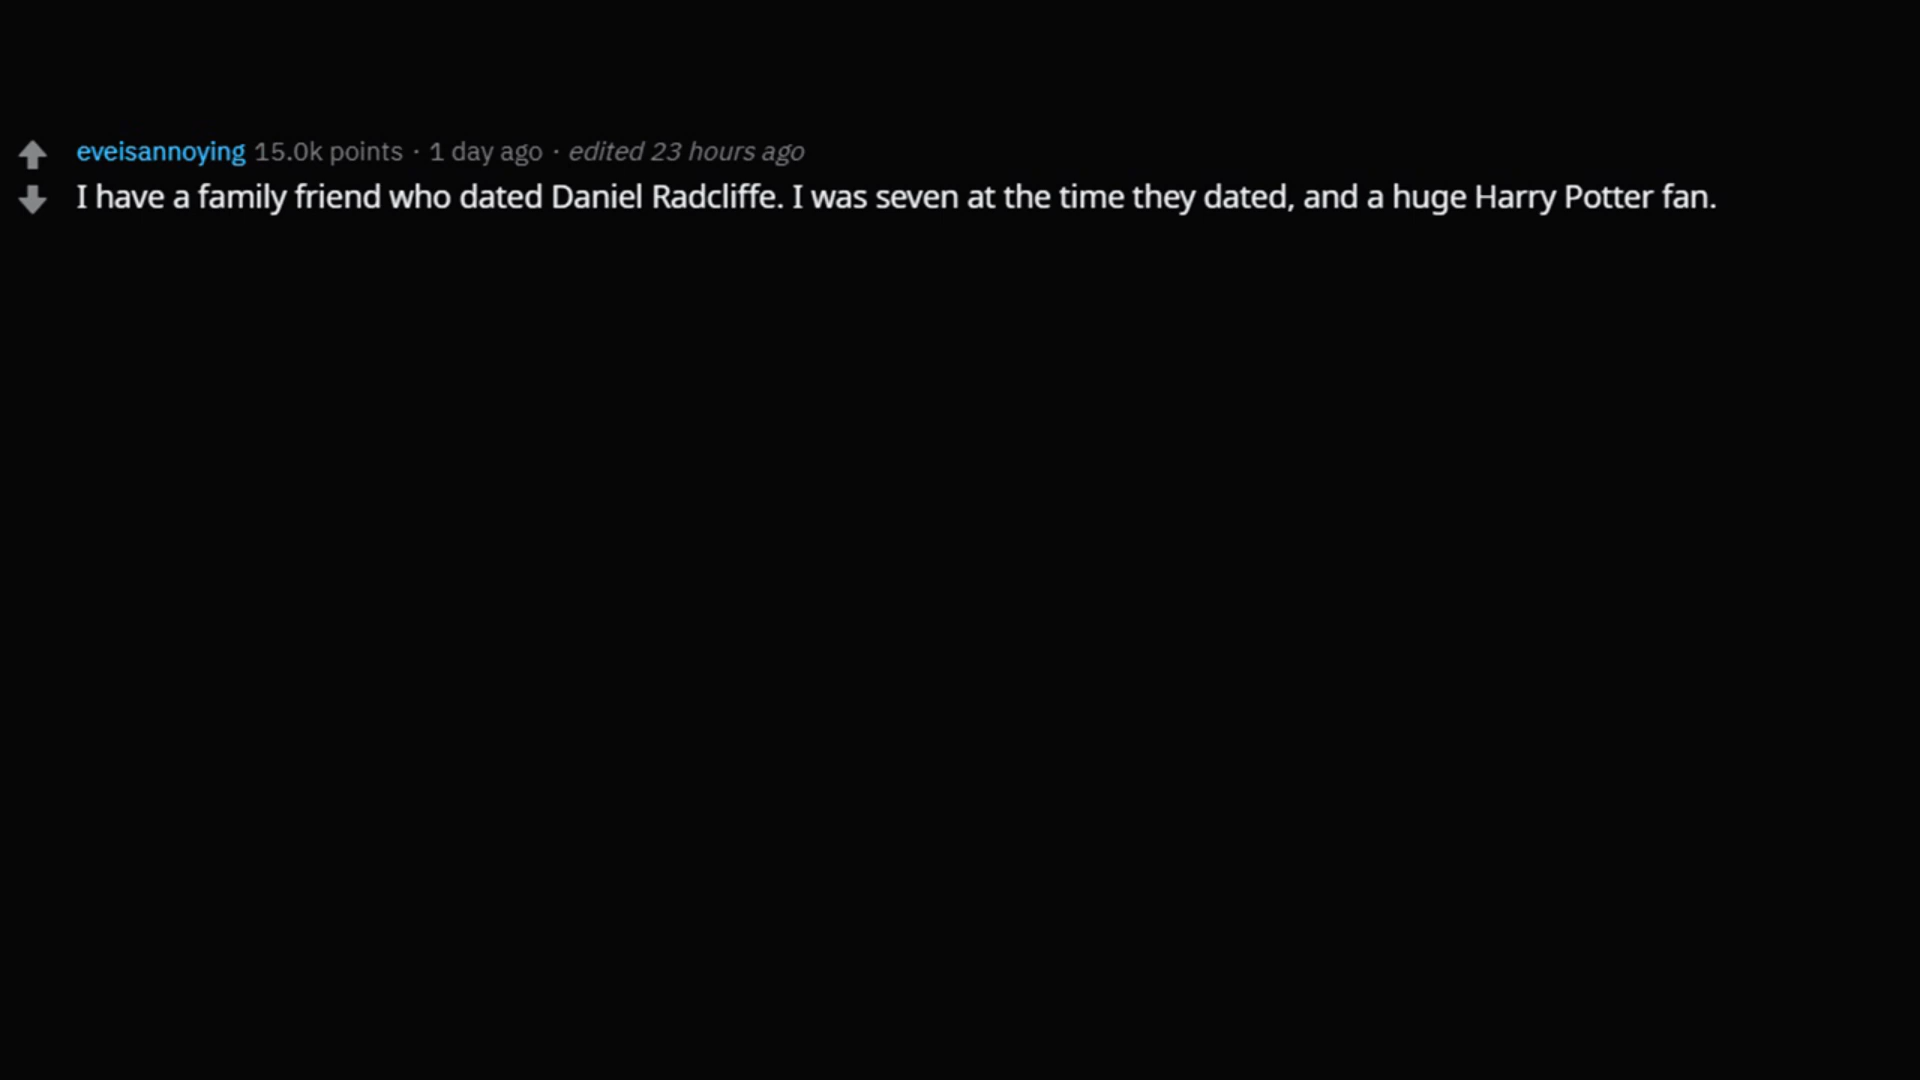 eveisannoying 15.0k points · 1 day ago · edited 23 hours ago
I have a family friend who dated Daniel Radcliffe. I was seven at the time they dated, and a huge Harry Potter fan.